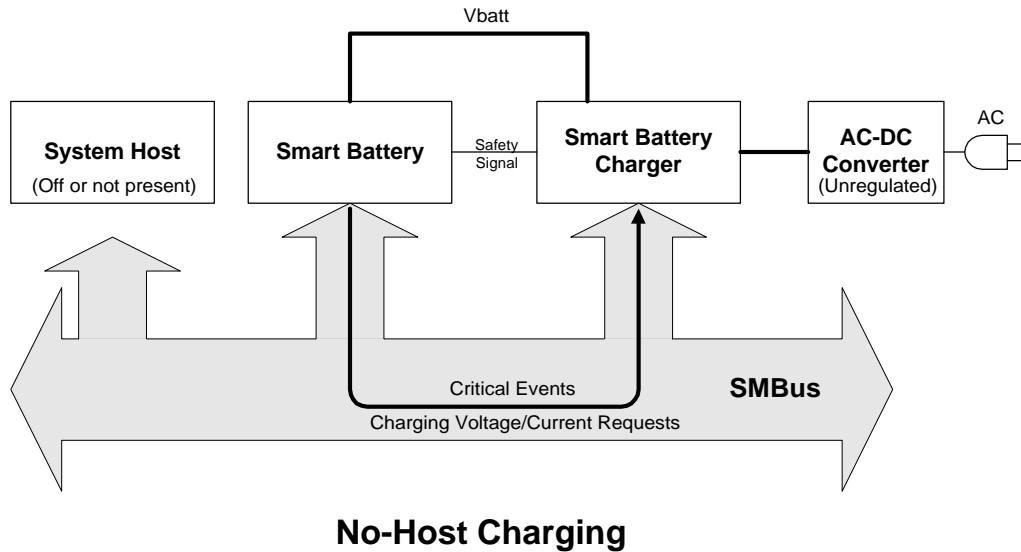 Vbatt
System Host
(Off or not present)
Smart Battery
Safety
Signal
Smart Battery
Charger
AC-DC
Converter
(Unregulated)
AC
Critical Events
Charging Voltage/Current Requests
SMBus
No-Host Charging